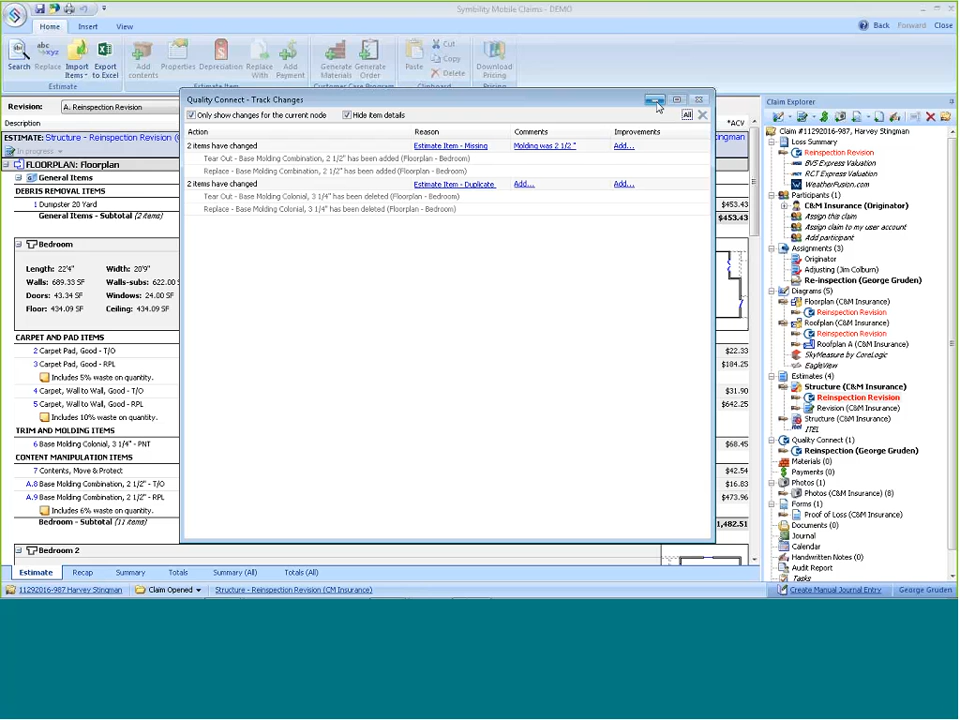 Symbility Mobile Claims - DEMO
Home Insert View
Back Forward Close
Search Replace Import Items Export to Excel Add contents Properties Depreciation Replace With Add Payment Generate Materials Generate Order Paste Cut Copy Delete Download Pricing
Estimate Estimate Item Customer Care Program Clipboard Estimate
Revision: A. Reinspection Revision
Description
*ACV
ESTIMATE: Structure - Reinspection Revision (
In progress
FLOORPLAN: Floorplan
General Items
DEBRIS REMOVAL ITEMS
1 Dumpster 20 Yard $453.43
General Items - Subtotal (2 items) $453.43
Bedroom
Length: 22'4" Width: 20'9"
Walls: 689.33 SF Walls-subs: 622.00
Doors: 43.34 SF Windows: 24.00 SF
Floor: 434.09 SF Ceiling: 434.09 SF
CARPET AND PAD ITEMS
2 Carpet Pad, Good - T/O $22.33
3 Carpet Pad, Good - RPL $184.25
Includes 5% waste on quantity.
4 Carpet, Wall to Wall, Good - T/O $31.90
5 Carpet, Wall to Wall, Good - RPL $642.25
Includes 10% waste on quantity.
TRIM AND MOLDING ITEMS
6 Base Molding Colonial, 3 1/4" - PNT $68.45
CONTENT MANIPULATION ITEMS
7 Contents, Move & Protect $42.54
A.8 Base Molding Combination, 2 1/2" - T/O $16.83
A.9 Base Molding Combination, 2 1/2" - RPL $473.96
Includes 6% waste on quantity.
Bedroom - Subtotal (11 items) 1,482.51
Bedroom 2
Quality Connect - Track Changes
Only show changes for the current node Hide item details All
Action Reason Comments Improvements
2 items have changed Estimate Item - Missing Molding was 2 1/2 " Add...
Tear Out - Base Molding Combination, 2 1/2" has been added (Floorplan - Bedroom)
Replace - Base Molding Combination, 2 1/2" has been added (Floorplan - Bedroom)
2 items have changed Estimate Item - Duplicate Add... Add...
Tear Out - Base Molding Colonial, 3 1/4" has been deleted (Floorplan - Bedroom)
Replace - Base Molding Colonial, 3 1/4" has been deleted (Floorplan - Bedroom)
Claim Explorer
Claim #11292016-987, Harvey Stingman
Loss Summary
Reinspection Revision
BVS Express Valuation
RCT Express Valuation
WeatherFusion.com
Participants (1)
C&M Insurance (Originator)
Assign this claim
Assign claim to my user account
Add participant
Assignments (3)
Originator
Adjusting (Jim Colburn)
Re-inspection (George Gruden)
Diagrams (5)
Floorplan (C&M Insurance)
Reinspection Revision
Roofplan (C&M Insurance)
Reinspection Revision
Roofplan A (C&M Insurance)
SkyMeasure by CoreLogic
EagleView
Estimates (4)
Structure (C&M Insurance)
Reinspection Revision
Revision (C&M Insurance)
Structure (C&M Insurance)
ITEL
Quality Connect (1)
Reinspection (George Gruden)
Materials (0)
Payments (0)
Photos (1)
Photos (C&M Insurance) (8)
Forms (1)
Proof of Loss (C&M Insurance)
Documents (0)
Journal
Calendar
Handwritten Notes (0)
Audit Report
Tasks
Estimate Recap Summary Totals Summary (All) Totals (All)
11292016-987 Harvey Stingman Claim Opened Structure - Reinspection Revision (CM Insurance) Create Manual Journal Entry George Gruden